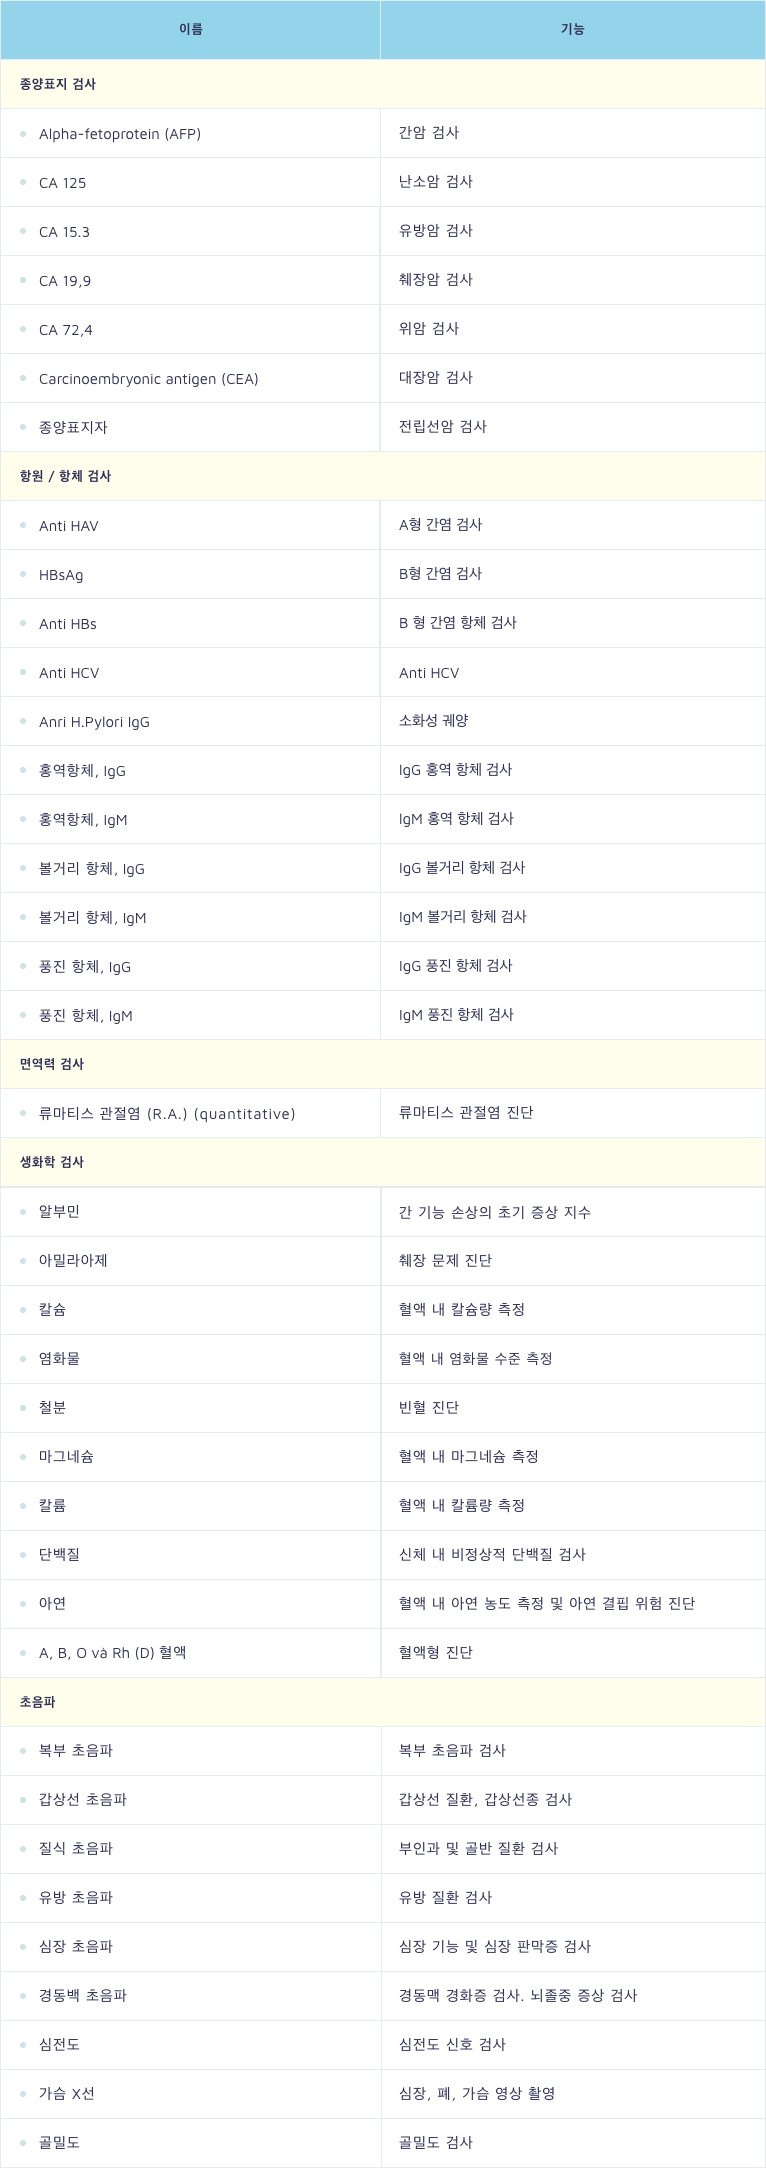 이름 기능
종양표지 검사
Alpha-fetoprotein (AFP) 간암 검사
CA 125 난소암 검사
CA 15.3 유방암 검사
CA 19,9 췌장암 검사
CA 72,4 위암 검사
Carcinoembryonic antigen (CEA) 대장암 검사
종양표지자 전립선암 검사
항원 / 항체 검사
Anti HAV A형 간염 검사
HBsAg B형 간염 검사
Anti HBs B 형 간염 항체 검사
Anti HCV Anti HCV
Anri H.Pylori IgG 소화성 궤양
홍역항체, IgG IgG 홍역 항체 검사
홍역항체, IgM IgM 홍역 항체 검사
볼거리 항체, IgG IgG 볼거리 항체 검사
볼거리 항체, IgM IgM 볼거리 항체 검사
풍진 항체, IgG IgG 풍진 항체 검사
풍진 항체, IgM IgM 풍진 항체 검사
면역력 검사
류마티스 관절염 (R.A.) (quantitative) 류마티스 관절염 진단
생화학 검사
알부민 간 기능 손상의 초기 증상 지수
아밀라아제 췌장 문제 진단
칼슘 혈액 내 칼슘량 측정
염화물 혈액 내 염화물 수준 측정
철분 빈혈 진단
마그네슘 혈액 내 마그네슘 측정
칼륨 혈액 내 칼륨량 측정
단백질 신체 내 비정상적 단백질 검사
아연 혈액 내 아연 농도 측정 및 아연 결핍 위험 진단
A, B, O và Rh (D) 혈액 혈액형 진단
초음파
복부 초음파 복부 초음파 검사
갑상선 초음파 갑상선 질환, 갑상선종 검사
질식 초음파 부인과 및 골반 질환 검사
유방 초음파 유방 질환 검사
심장 초음파 심장 기능 및 심장 판막증 검사
경동백 초음파 경동맥 경화증 검사. 뇌졸중 증상 검사
심전도 심전도 신호 검사
가슴 X선 심장, 폐, 가슴 영상 촬영
골밀도 골밀도 검사